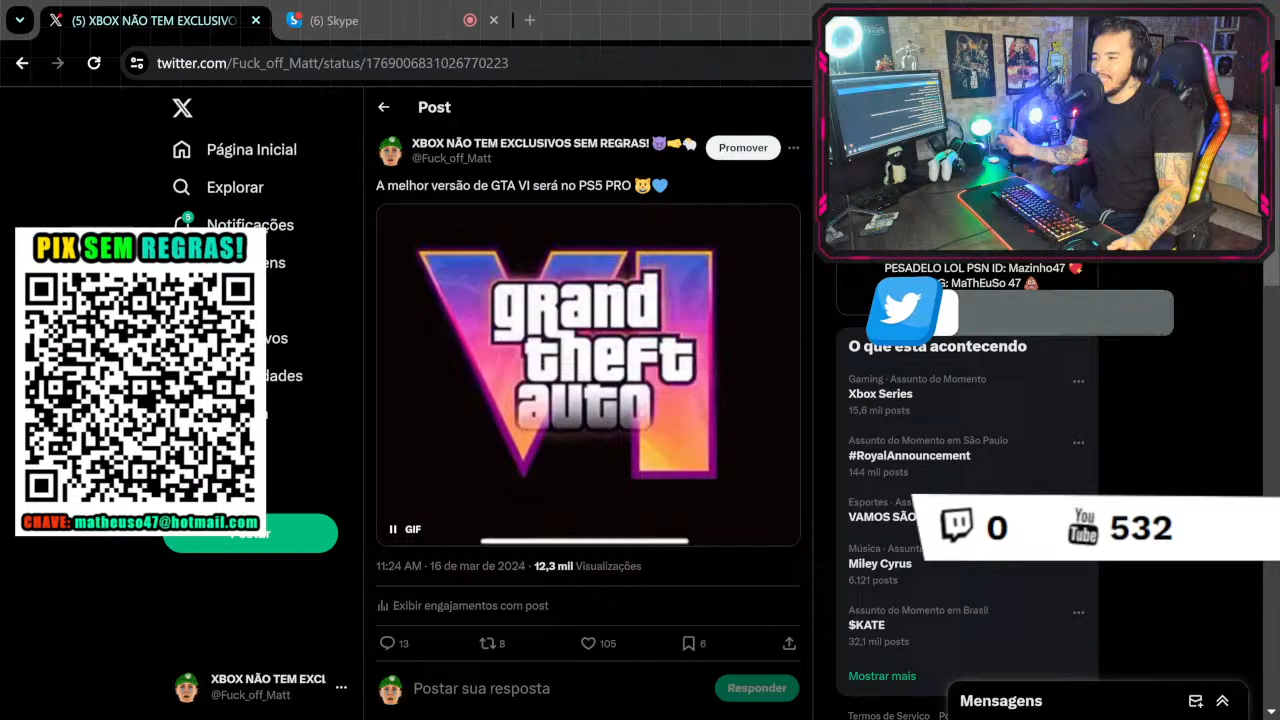 (5) XBOX NÃO TEM EXCLUSIVO
(6) Skype
twitter.com/Fuck_off_Matt/status/1769008831026770223
Página Inicial
Explorar
5
Notificações
PIX SEM REGRAS!
CHAVE: matheuso47@hotmail.com
Post
XBOX NÃO TEM EXCLUSIVOS SEM REGRAS!
@Fuck_off_Matt
Promover
A melhor versão de GTA VI será no PS5 PRO
VI
grand
theft
auto
GIF
11:24 AM · 16 de mar de 2024 · 12,3 mil Visualizações
Exibir engajamentos com post
13
8
105
6
Postar sua resposta
Responder
XBOX NÃO TEM EXCL
@Fuck_off_Matt
PESADELO LOL PSN ID: Mazinho47
G: MaThEuSo 47
O que está acontecendo
Gaming · Assunto do Momento
Xbox Series
15,6 mil posts
Assunto do Momento em São Paulo
#RoyalAnnouncement
144 mil posts
Esportes · Ass
VAMOS SÃO
0
You
Tube
532
Música · Assunt
Miley Cyrus
6.121 posts
Assunto do Momento em Brasil
$KATE
32,1 mil posts
Mostrar mais
Mensagens
Termos de Serviço